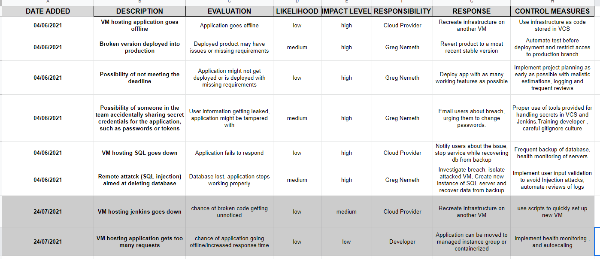 DATE ADDED DESCRIPTION EVALUATION LIKELIHOOD IMPACT LEVEL RESPONSIBILITY RESPONSE CONTROL MEASURES
04/06/2021
VM hosting application goes
offline
Application goes offline
low
high
Cloud Provider
Recreate infrastructure on
another VM
Use infrastructure as code
stored in VCS
04/06/2021
Broken version deployed into
production
Deployed product may have
issues or missing requirements
medium
high
Greg Nemeth
Revert product to a most
recent stable version
Automate test before
deployment and restrict access
to production branch
04/06/2021
Possibility of not meeting the
deadline
Application might not get
deployed or is deployed with
missing requirements
low
high
Greg Nemeth
Deploy app with as many
working features as possible
Implement project planning as
early as possible with realistic
estimations, logging and
frequent reviews
04/06/2021
Possibility of someone in the
team accidentally sharing secret
credentials for the application,
such as passwords or tokens
User information getting leaked,
application might be tampered
with
medium
high
Greg Nemeth
Email users about breach
urging them to change
passwords.
Proper use of tools provided for
handling secrets in VCS and
Jenkins.Training developer ,
careful gitignore culture
04/06/2021
VM hosting SQL goes down
Application fails to respond
low
high
Cloud Provider
Notify users about the issue
stop service while recovering
db from backup
Frequent backup of database,
health monitoring of servers
04/06/2021
Remote attatck (SQL injection)
aimed at deleting database
Database lost, application stops
working properly
medium
high
Greg Nemeth
Investigate breach, isolate
attacked VM, Create new
instance of SQL server and
recover data from backup
Implement user input validation
to avoid Injection attacks,
automate reviews of logs
24/07/2021
VM hosting jenkins goes down
chance of broken code getting
unnoticed
low
medium
Cloud Provider
Recreate infrastructure on
another VM
use scripts to quickly set up
new VM
24/07/2021
VM hosting application gets too
many requests
chance of application going
offline/increased response time
low
low
Developer
Application can be moved to
managed instance group or
containerized
Implement health monitoring
and autoscaling